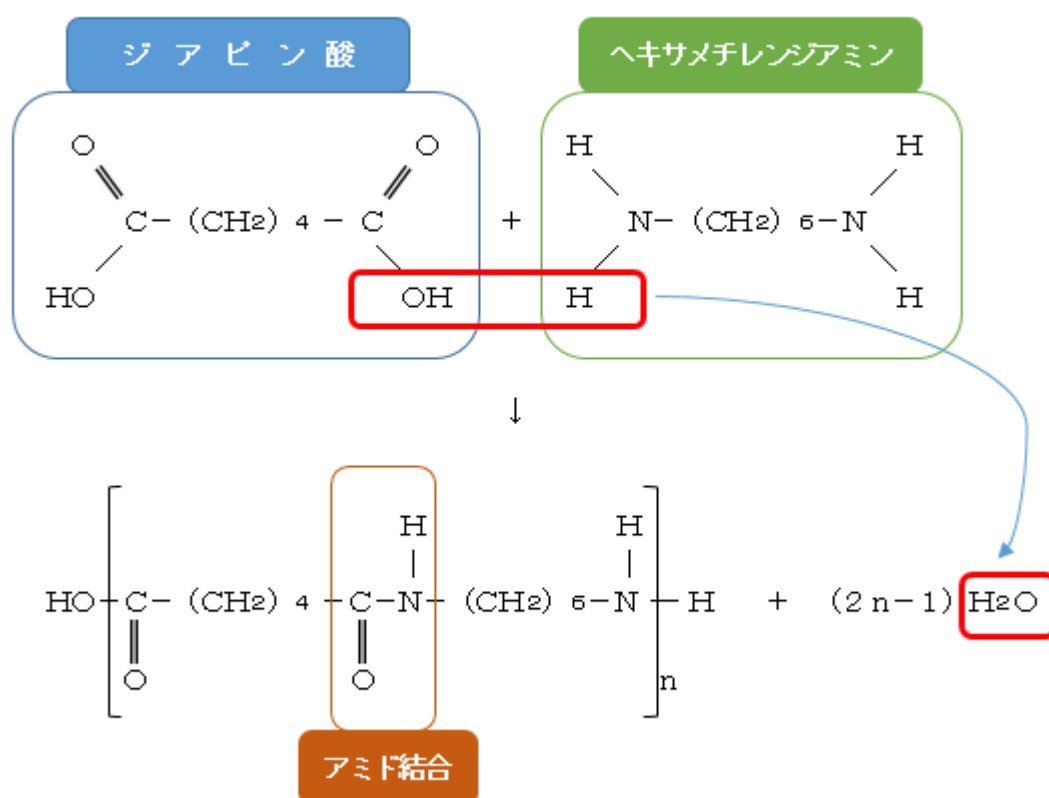 ジアピン酸 ヘキサメチレンジアミン
O O H H
C－(CH2)4－C + N－(CH2)6－N
HO OH H H
↓
H H
HO C－(CH2)4 C－N (CH2)6－N H + (2n－1)H2O
O O n
アミド結合